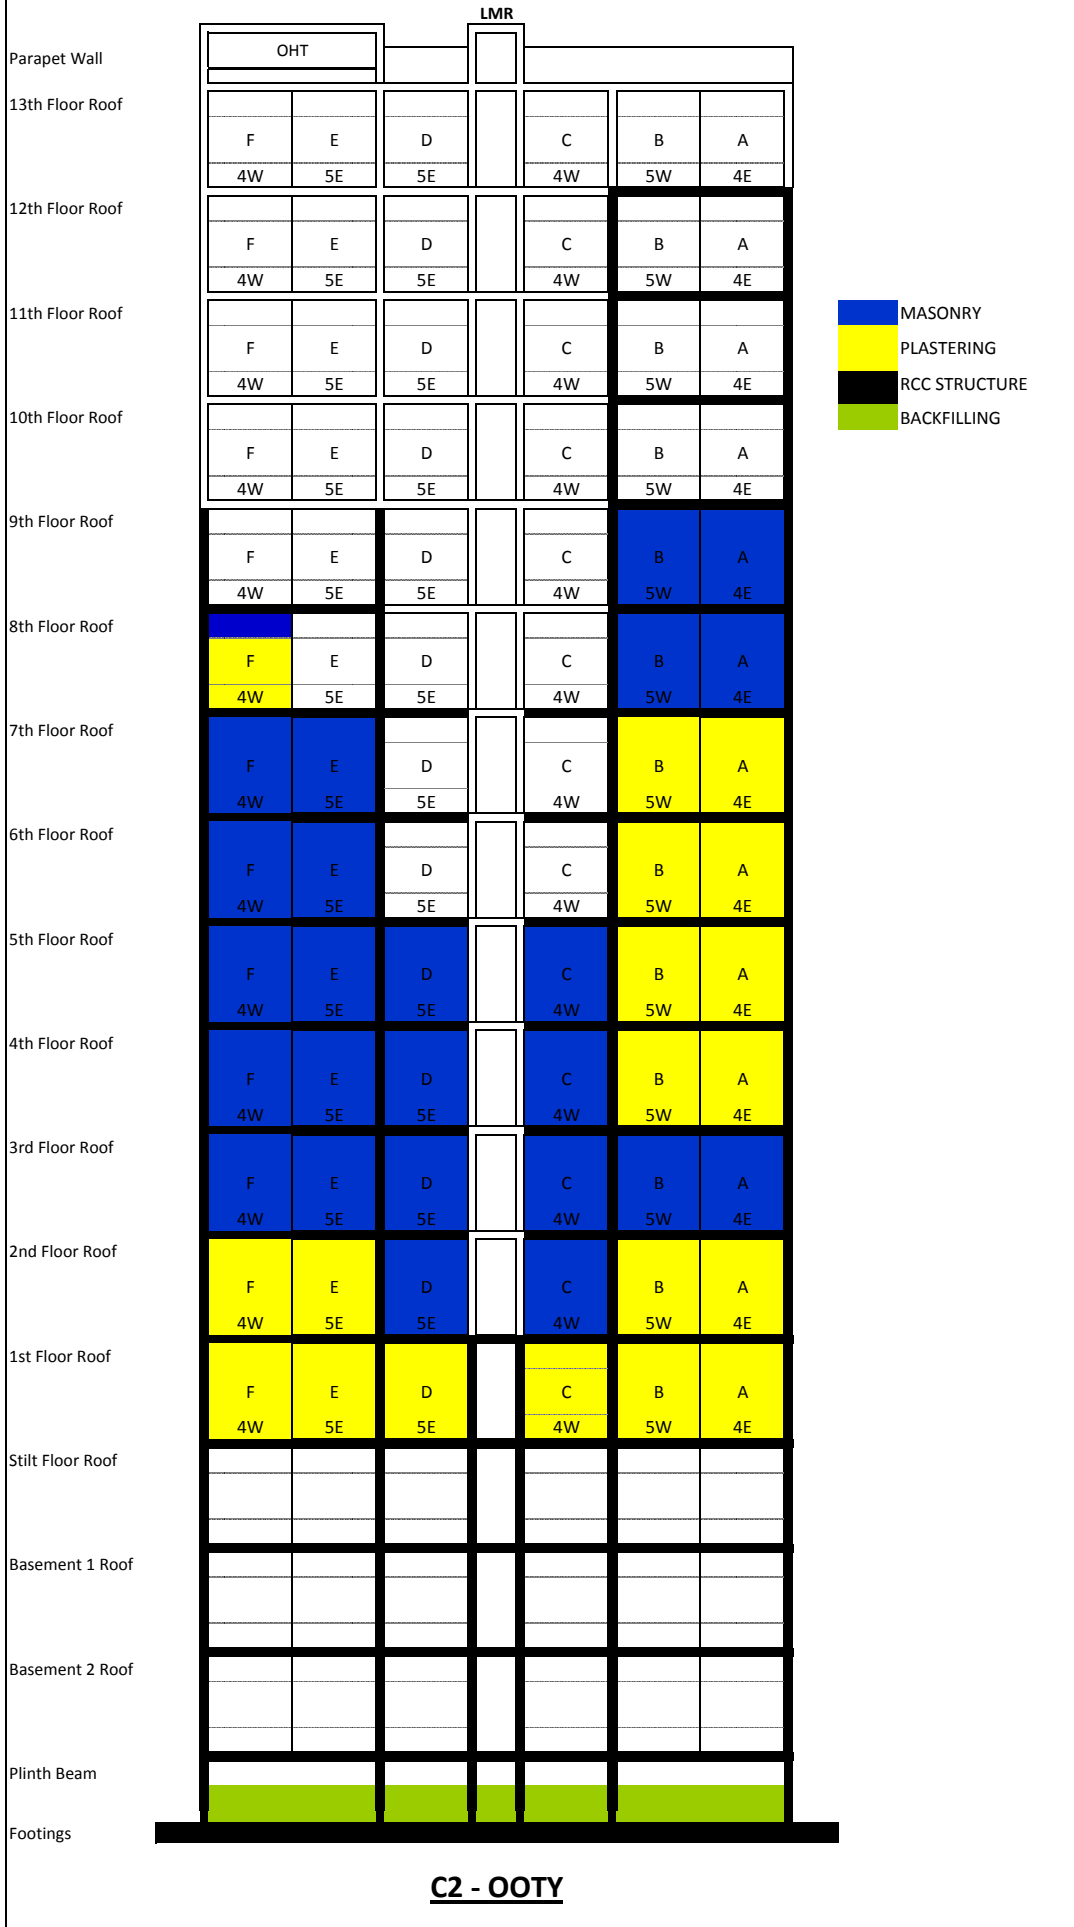 LMR
OHT
Parapet Wall
13th Floor Roof
F E D C B A
4W 5E 5E 4W 5W 4E
12th Floor Roof
F E D C B A
4W 5E 5E 4W 5W 4E
11th Floor Roof
MASONRY
F E D C B A
PLASTERING
4W 5E 5E 4W 5W 4E
RCC STRUCTURE
10th Floor Roof
BACKFILLING
F E D C B A
4W 5E 5E 4W 5W 4E
9th Floor Roof
F E D C B A
4W 5E 5E 4W 5W 4E
8th Floor Roof
F E D C B A
4W 5E 5E 4W 5W 4E
7th Floor Roof
F E D C B A
4W 5E 5E 4W 5W 4E
6th Floor Roof
F E D C B A
4W 5E 5E 4W 5W 4E
5th Floor Roof
F E D C B A
4W 5E 5E 4W 5W 4E
4th Floor Roof
F E D C B A
4W 5E 5E 4W 5W 4E
3rd Floor Roof
F E D C B A
4W 5E 5E 4W 5W 4E
2nd Floor Roof
F E D C B A
4W 5E 5E 4W 5W 4E
1st Floor Roof
F E D C B A
4W 5E 5E 4W 5W 4E
Stilt Floor Roof
Basement 1 Roof
Basement 2 Roof
Plinth Beam
Footings
C2 - OOTY